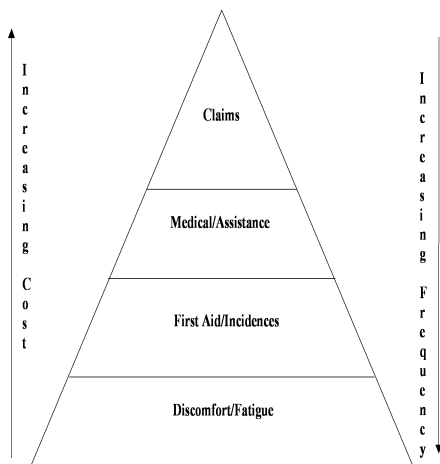 Increasing Cost
Claims
Medical/Assistance
First Aid/Incidences
Discomfort/Fatigue
Increasing Frequency